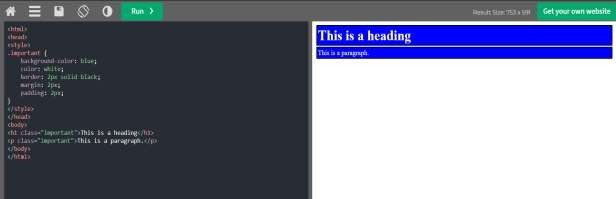 Run ❯
Result Size: 753 x 591
Get your own website
<html>
<head>
<style>
.important {
    background-color: blue;
    color: white;
    border: 2px solid black;
    margin: 2px;
    padding: 2px;
}
</style>
</head>
<body>
<h1 class="important">This is a heading</h1>
<p class="important">This is a paragraph.</p>
</body>
</html>
This is a heading
This is a paragraph.